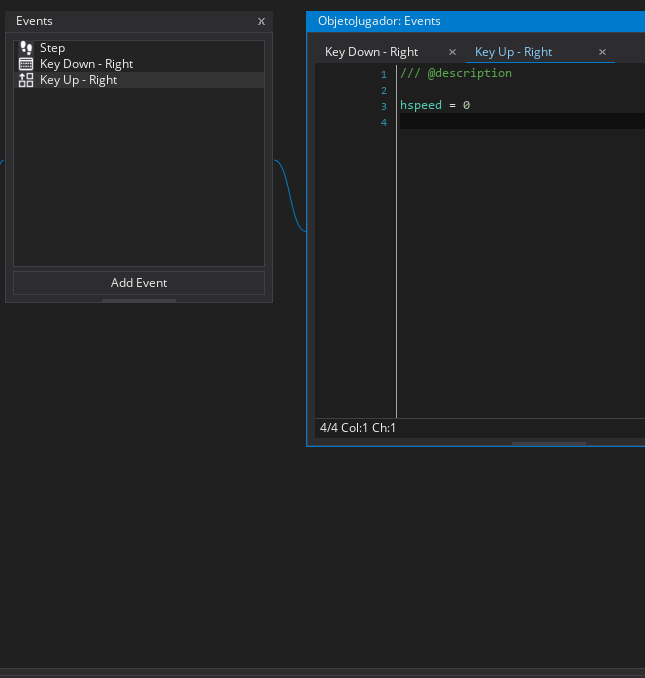 Events
x
Step
Key Down - Right
Key Up - Right
Add Event
ObjetoJugador: Events
Key Down - Right × Key Up - Right ×
1 /// @description
2
3 hspeed = 0
4
4/4 Col:1 Ch:1